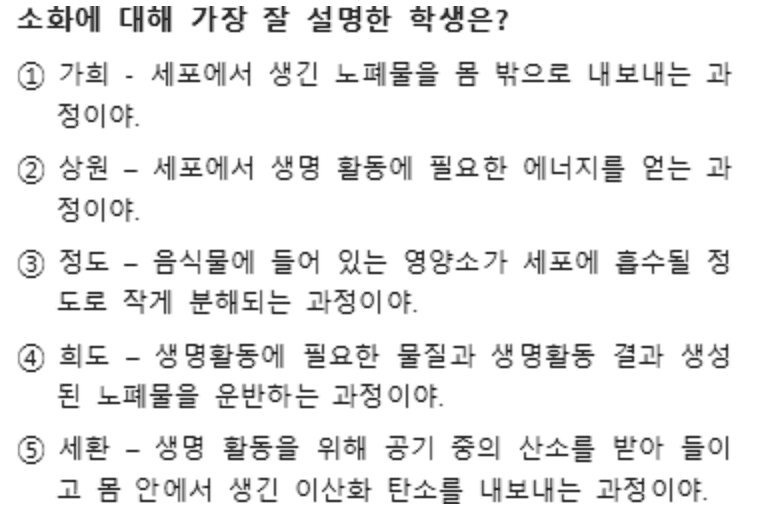 소화에 대해 가장 잘 설명한 학생은?
① 가희 - 세포에서 생긴 노폐물을 몸 밖으로 내보내는 과
정이야.
② 상원 – 세포에서 생명 활동에 필요한 에너지를 얻는 과
정이야.
③ 정도 – 음식물에 들어 있는 영양소가 세포에 흡수될 정
도로 작게 분해되는 과정이야.
④ 희도 – 생명활동에 필요한 물질과 생명활동 결과 생성
된 노폐물을 운반하는 과정이야.
⑤ 세환 – 생명 활동을 위해 공기 중의 산소를 받아 들이
고 몸 안에서 생긴 이산화 탄소를 내보내는 과정이야.